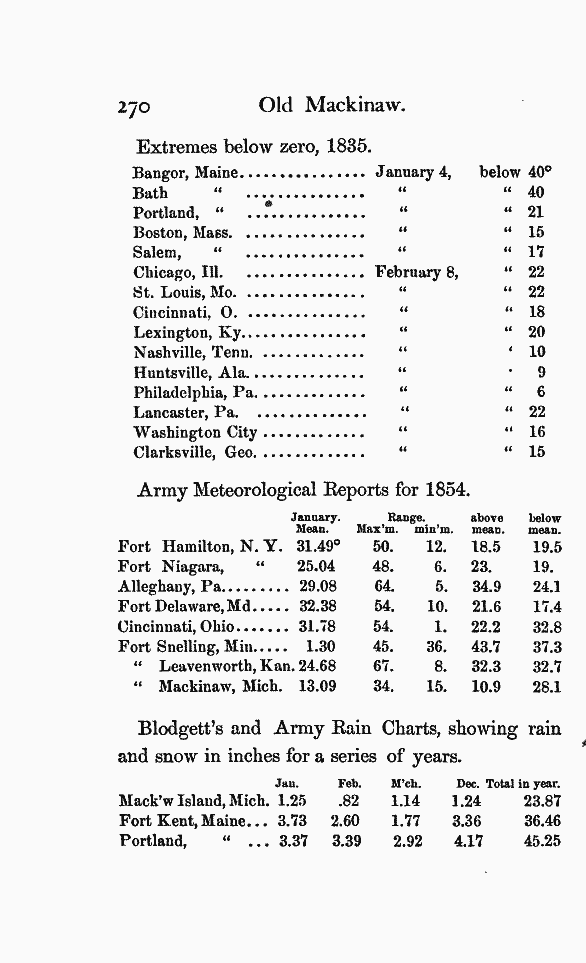 270 Old Mackinaw.
Extremes below zero, 1835.
Bangor, Maine................ January 4, below 40°
Bath “ ............... “ “ 40
Portland, “ ............... “ “ 21
Boston, Mass. ............... “ “ 15
Salem, “ ............... “ “ 17
Chicago, Ill. ............... February 8, “ 22
St. Louis, Mo. ............... “ “ 22
Cincinnati, O. ............... “ “ 18
Lexington, Ky................ “ “ 20
Nashville, Tenn. ............. “ ‘ 10
Huntsville, Ala............... “ · 9
Philadelphia, Pa. ............. “ “ 6
Lancaster, Pa. .............. “ “ 22
Washington City ............. “ “ 16
Clarksville, Geo. ............. “ “ 15
Army Meteorological Reports for 1854.
January. Range. above below
Mean. Max’m. min’m. mean. mean.
Fort Hamilton, N. Y. 31.49° 50. 12. 18.5 19.5
Fort Niagara, “ 25.04 48. 6. 23. 19.
Alleghany, Pa......... 29.08 64. 5. 34.9 24.1
Fort Delaware, Md..... 32.38 54. 10. 21.6 17.4
Cincinnati, Ohio....... 31.78 54. 1. 22.2 32.8
Fort Snelling, Min..... 1.30 45. 36. 43.7 37.3
“ Leavenworth, Kan. 24.68 67. 8. 32.3 32.7
“ Mackinaw, Mich. 13.09 34. 15. 10.9 28.1
Blodgett’s and Army Rain Charts, showing rain
and snow in inches for a series of years.
Jan. Feb. M’ch. Dec. Total in year.
Mack’w Island, Mich. 1.25 .82 1.14 1.24 23.87
Fort Kent, Maine... 3.73 2.60 1.77 3.36 36.46
Portland, “ ... 3.37 3.39 2.92 4.17 45.25